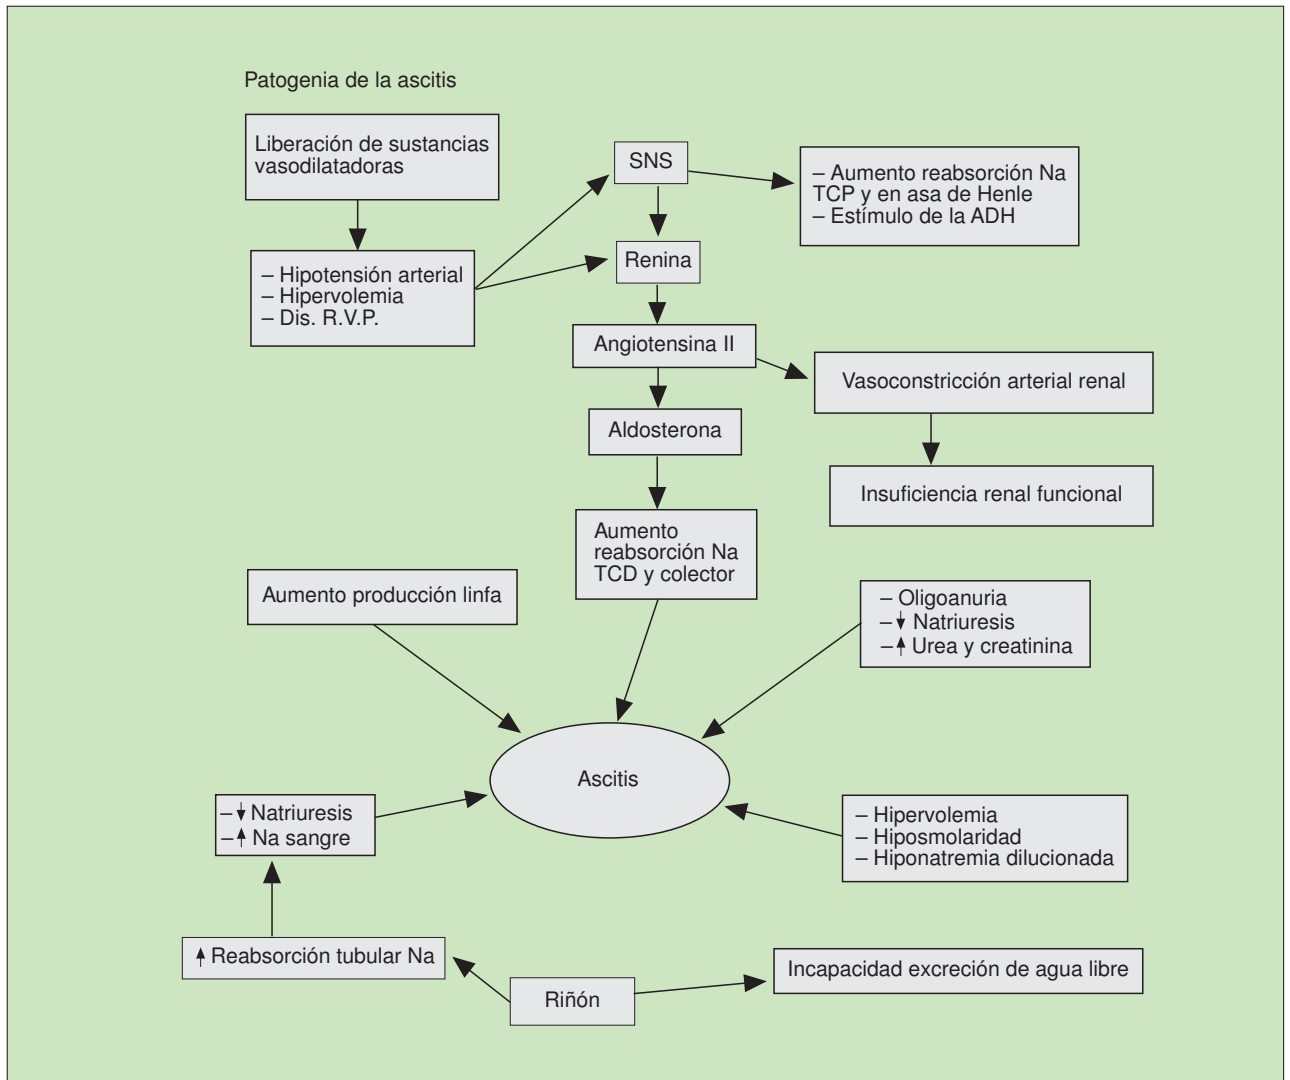 Patogenia de la ascitis
Liberación de sustancias
vasodilatadoras
– Hipotensión arterial
– Hipervolemia
– Dis. R.V.P.
SNS
– Aumento reabsorción Na
TCP y en asa de Henle
– Estímulo de la ADH
Renina
Angiotensina II
Vasoconstricción arterial renal
Aldosterona
Insuficiencia renal funcional
Aumento
reabsorción Na
TCD y colector
Aumento producción linfa
– Oligoanuria
–↓ Natriuresis
–↑ Urea y creatinina
Ascitis
–↓ Natriuresis
–↑ Na sangre
– Hipervolemia
– Hiposmolaridad
– Hiponatremia dilucionada
↑ Reabsorción tubular Na
Riñón
Incapacidad excreción de agua libre